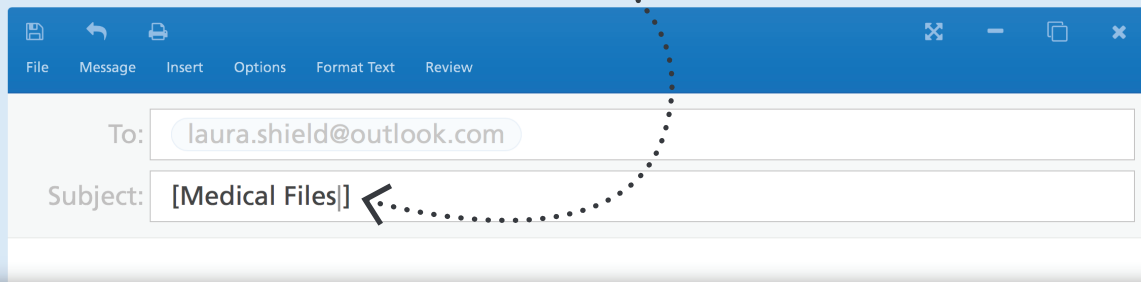 File Message Insert Options Format Text Review
To: laura.shield@outlook.com
Subject: [Medical Files]